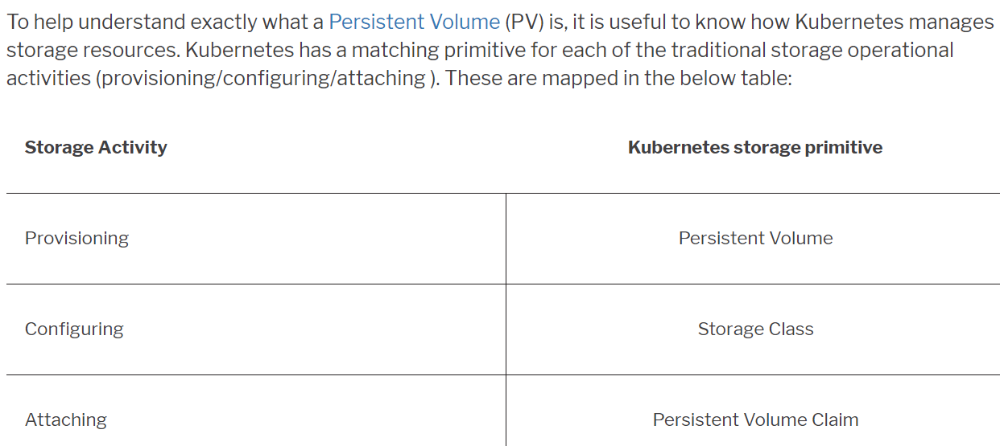 To help understand exactly what a Persistent Volume (PV) is, it is useful to know how Kubernetes manages
storage resources. Kubernetes has a matching primitive for each of the traditional storage operational
activities (provisioning/configuring/attaching ). These are mapped in the below table:
Storage Activity Kubernetes storage primitive
Provisioning Persistent Volume
Configuring Storage Class
Attaching Persistent Volume Claim